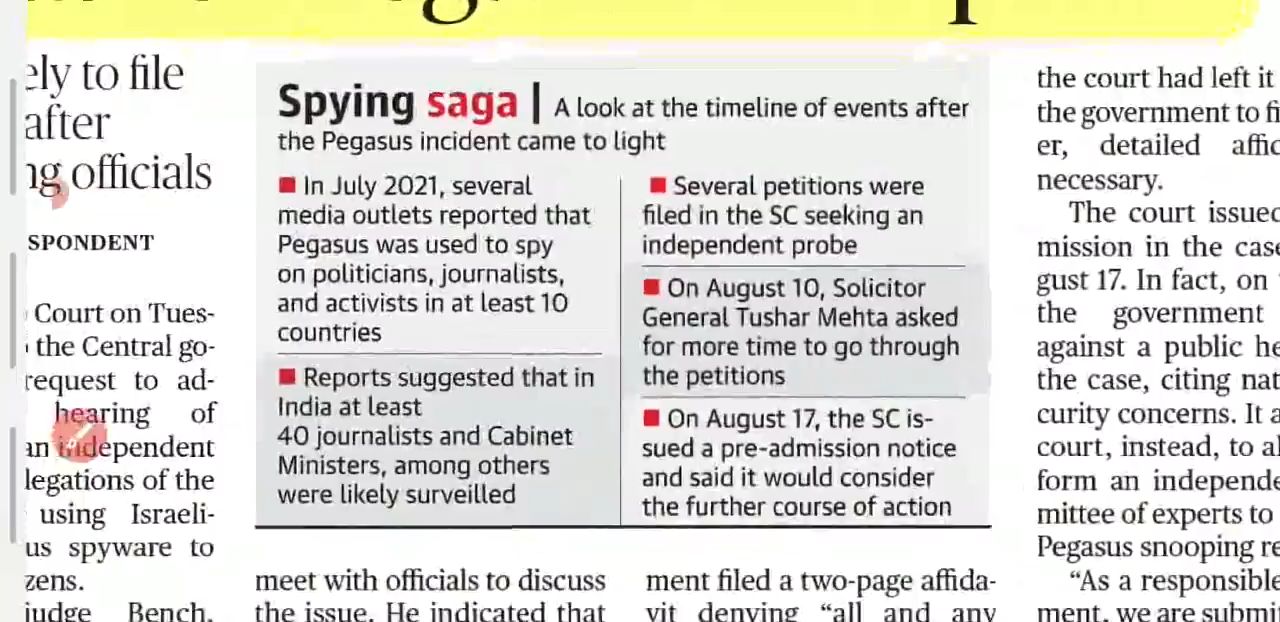 ely to file
after
ng officials
SPONDENT
Court on Tues-
the Central go-
request to ad-
hearing of
an independent
legations of the
using Israeli-
us spyware to
zens.
judge Bench,
Spying saga | A look at the timeline of events after
the Pegasus incident came to light
■ In July 2021, several
media outlets reported that
Pegasus was used to spy
on politicians, journalists,
and activists in at least 10
countries
■ Reports suggested that in
India at least
40 journalists and Cabinet
Ministers, among others
were likely surveilled
■ Several petitions were
filed in the SC seeking an
independent probe
■ On August 10, Solicitor
General Tushar Mehta asked
for more time to go through
the petitions
■ On August 17, the SC is-
sued a pre-admission notice
and said it would consider
the further course of action
meet with officials to discuss
the issue. He indicated that
ment filed a two-page affida-
vit denying “all and any
the court had left it
the government to fi
er, detailed affic
necessary.
The court issued
mission in the case
gust 17. In fact, on
the government
against a public he
the case, citing nat
curity concerns. It a
court, instead, to al
form an independe
mittee of experts to
Pegasus snooping re
“As a responsible
ment, we are submi